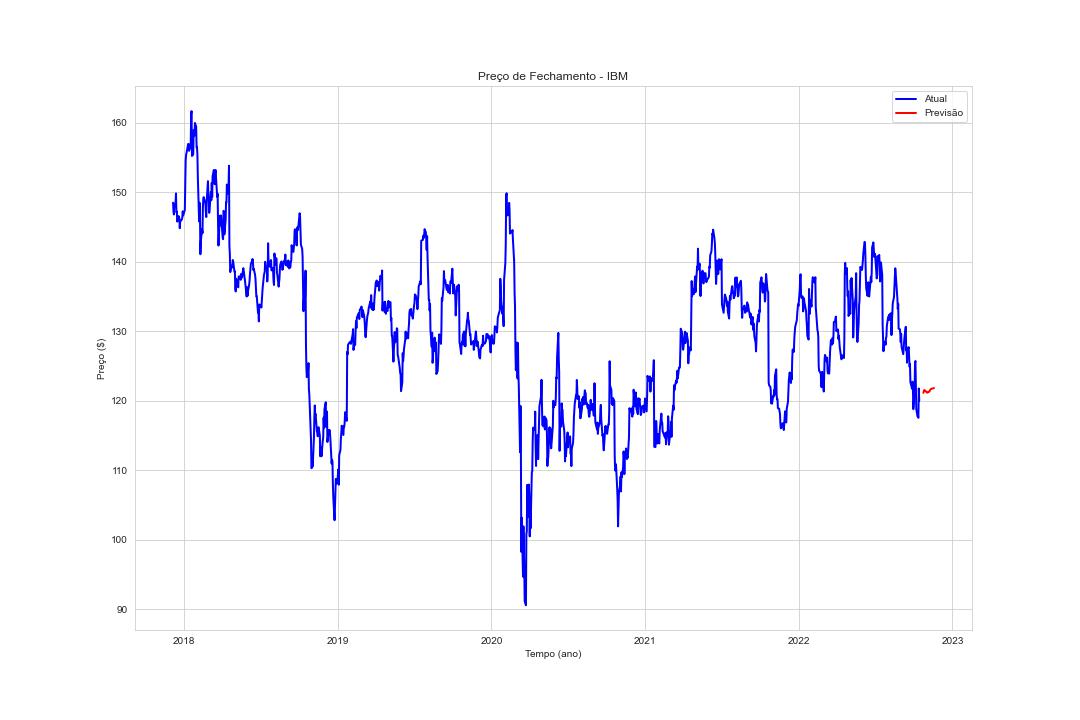 Preço de Fechamento - IBM
Atual
Previsão
Preço ($)
160
150
140
130
120
110
100
90
2018 2019 2020 2021 2022 2023
Tempo (ano)